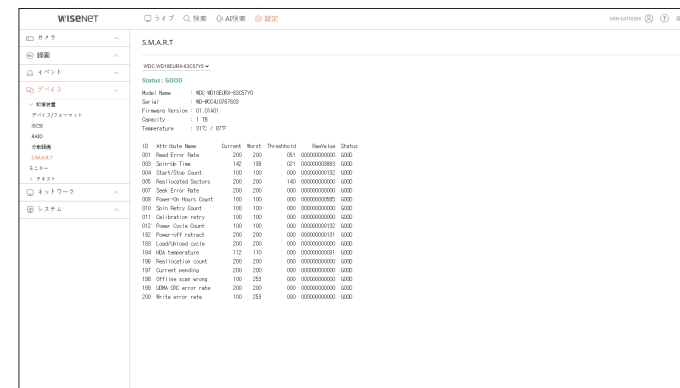 WISENET
ライブ 検索 AI検索 設定
XRN-6410DB4
カメラ
録画
イベント
デバイス
記憶装置
デバイス/フォーマット
iSCSI
RAID
分散録画
S.M.A.R.T
モニター
テキスト
ネットワーク
システム
S.M.A.R.T
WDC WD10EURX-63C57Y0
Status : GOOD
Model Name : WDC WD10EURX-63C57Y0
Serial : WD-WCC4J0767603
Firmware Version : 01.01A01
Capacity : 1 TB
Temperature : 31℃ / 87℉
ID Attribute Name Current Worst Threshhold RawValue Status
001 Read Error Rate 200 200 051 000000000000 GOOD
003 Spin-Up Time 142 138 021 000000003883 GOOD
004 Start/Stop Count 100 100 000 000000000132 GOOD
005 Reallocated Sectors 200 200 140 000000000000 GOOD
007 Seek Error Rate 200 200 000 000000000000 GOOD
009 Power-On Hours Count 100 100 000 000000000585 GOOD
010 Spin Retry Count 100 100 000 000000000000 GOOD
011 Calibration retry 100 100 000 000000000000 GOOD
012 Power Cycle Count 100 100 000 000000000132 GOOD
192 Power-off retract 200 200 000 000000000131 GOOD
193 Load/Unload cycle 200 200 000 000000000000 GOOD
194 HDA temperature 112 110 000 000000000031 GOOD
196 Reallocation count 200 200 000 000000000000 GOOD
197 Current pending 200 200 000 000000000000 GOOD
198 Offline scan wrong 100 253 000 000000000000 GOOD
199 UDMA CRC error rate 200 200 000 000000000000 GOOD
200 Write error rate 100 253 000 000000000000 GOOD